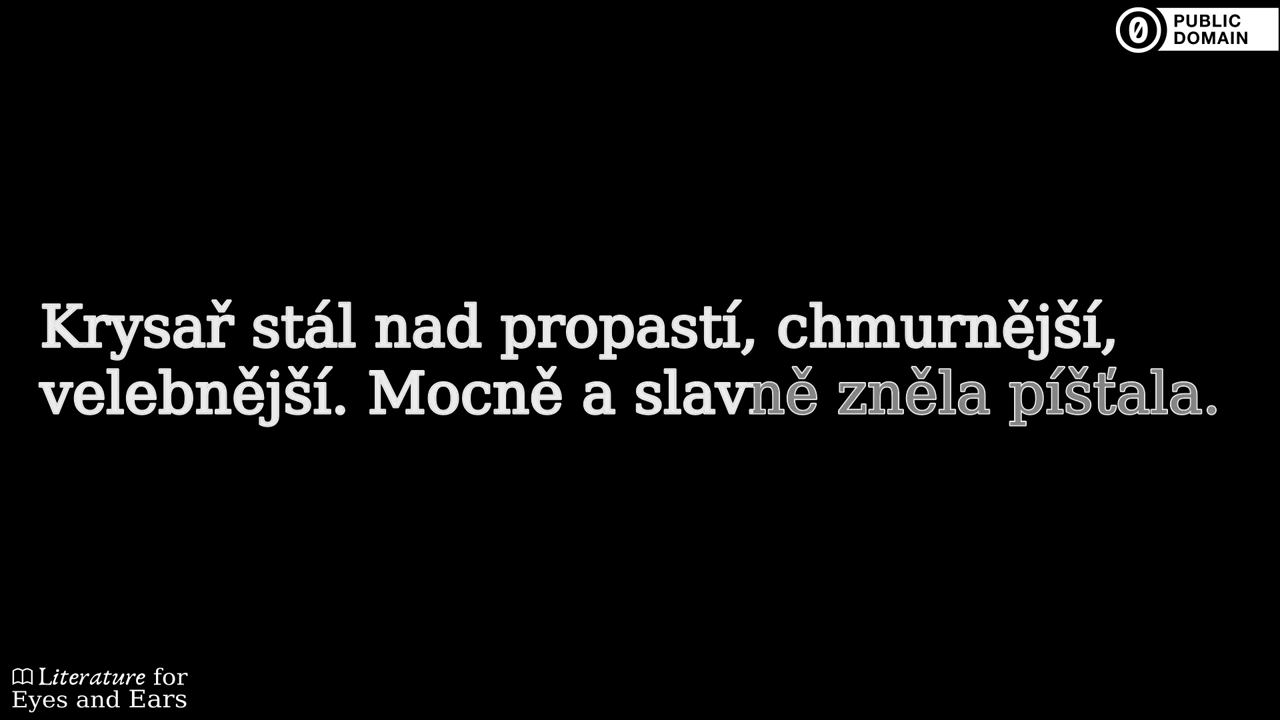 PUBLIC
DOMAIN
Krysař stál nad propastí, chmurnější,
velebnější. Mocně a slavně zněla píšťala.
Literature for
Eyes and Ears